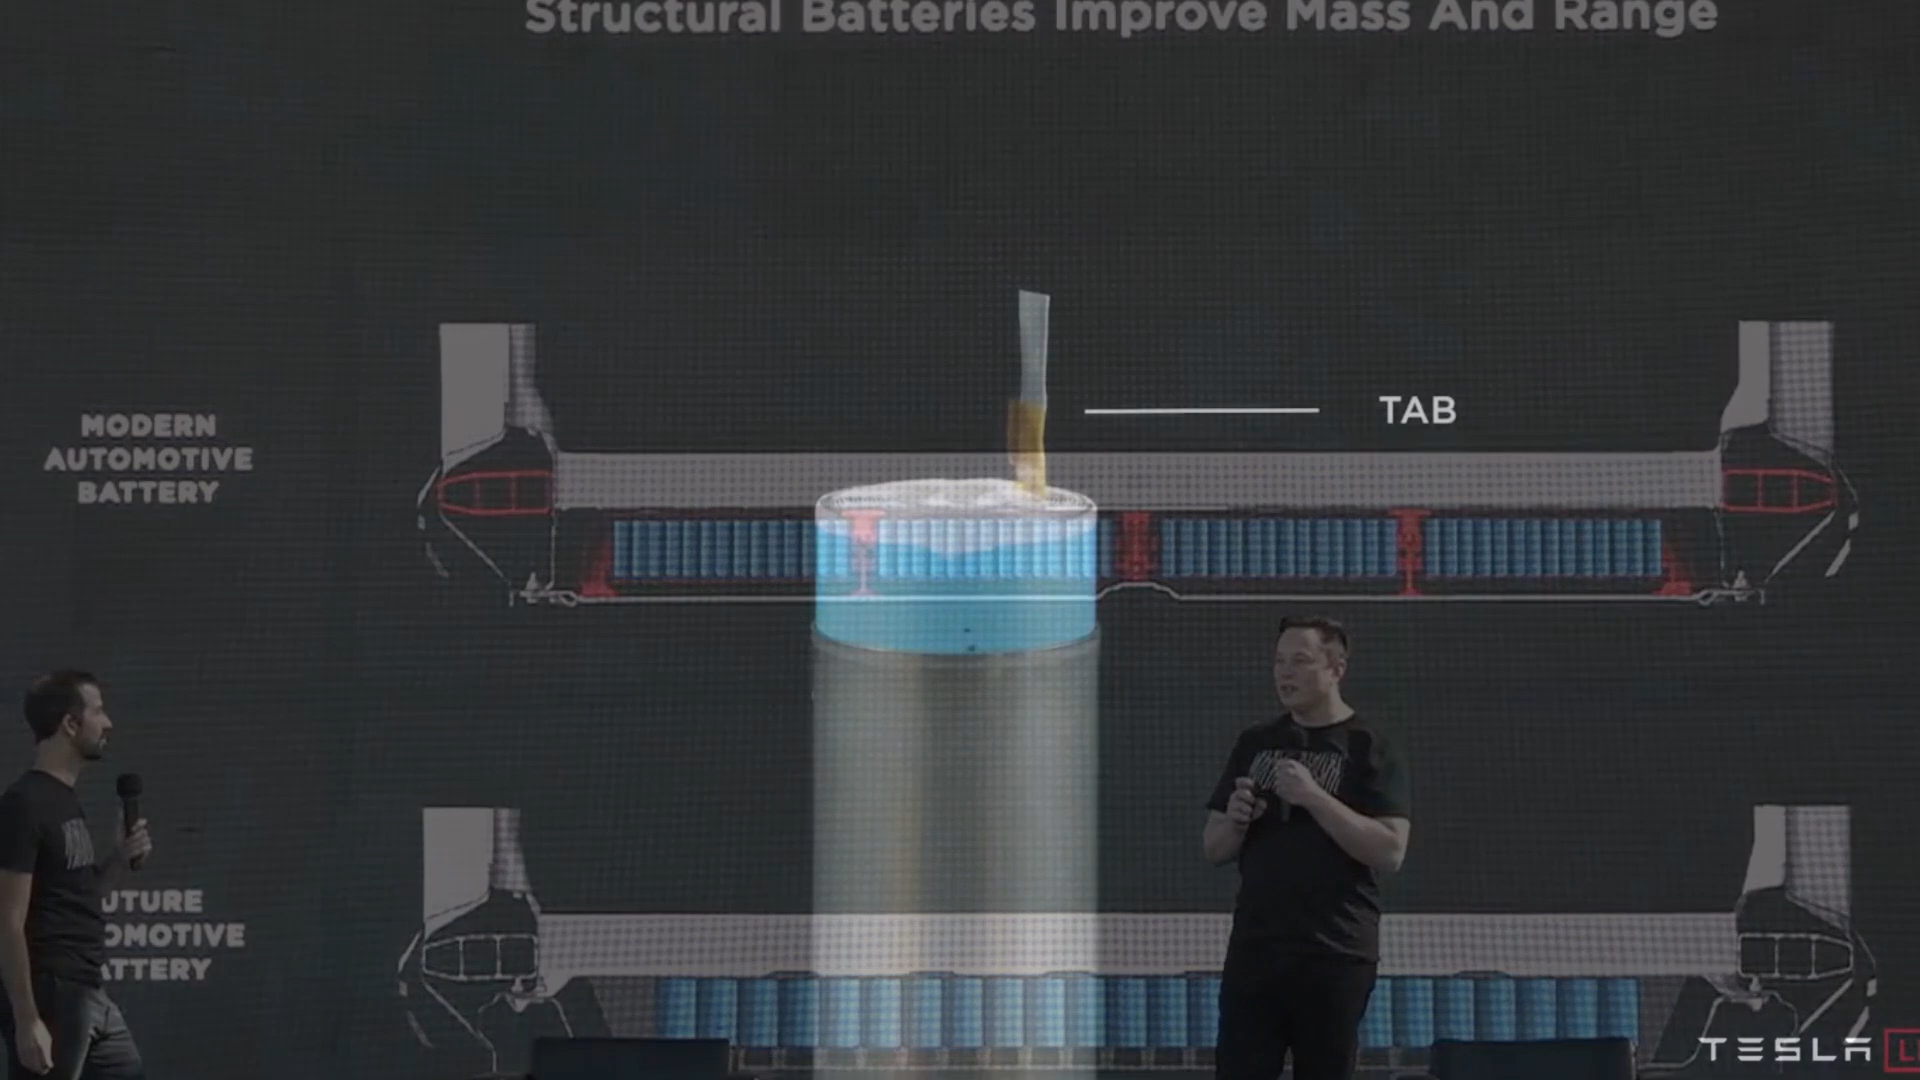 Structural Batteries Improve Mass And Range
TAB
MODERN
AUTOMOTIVE
BATTERY
UTURE
OMOTIVE
ATTERY
TESLA